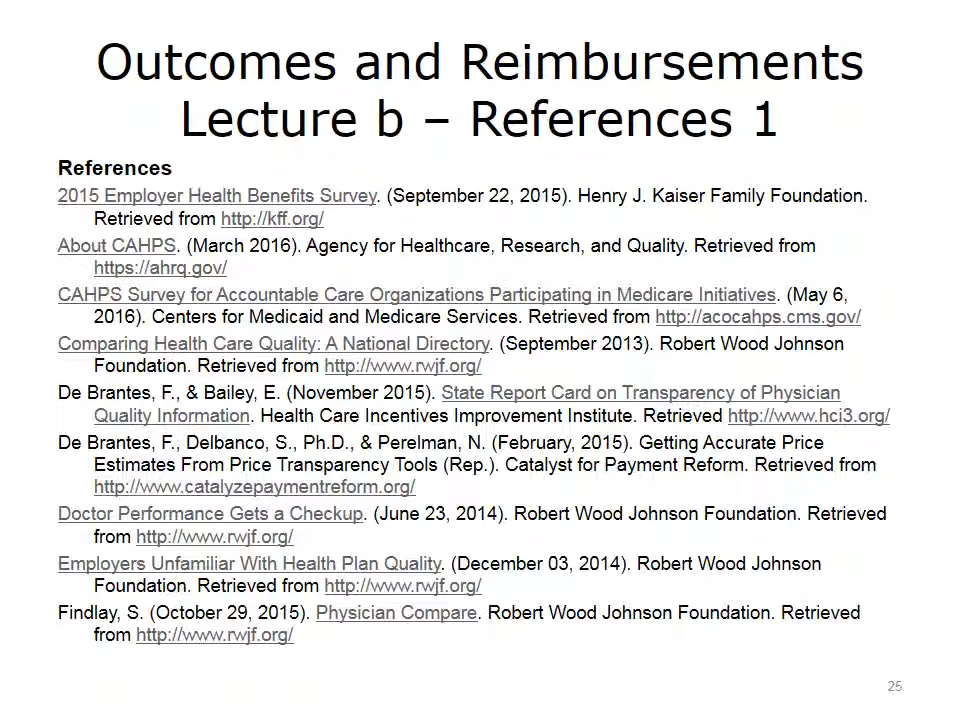 Outcomes and Reimbursements
Lecture b – References 1
References
2015 Employer Health Benefits Survey. (September 22, 2015). Henry J. Kaiser Family Foundation.
Retrieved from http://kff.org/
About CAHPS. (March 2016). Agency for Healthcare, Research, and Quality. Retrieved from
https://ahrq.gov/
CAHPS Survey for Accountable Care Organizations Participating in Medicare Initiatives. (May 6,
2016). Centers for Medicaid and Medicare Services. Retrieved from http://acocahps.cms.gov/
Comparing Health Care Quality: A National Directory. (September 2013). Robert Wood Johnson
Foundation. Retrieved from http://www.rwjf.org/
De Brantes, F., & Bailey, E. (November 2015). State Report Card on Transparency of Physician
Quality Information. Health Care Incentives Improvement Institute. Retrieved http://www.hci3.org/
De Brantes, F., Delbanco, S., Ph.D., & Perelman, N. (February, 2015). Getting Accurate Price
Estimates From Price Transparency Tools (Rep.). Catalyst for Payment Reform. Retrieved from
http://www.catalyzepaymentreform.org/
Doctor Performance Gets a Checkup. (June 23, 2014). Robert Wood Johnson Foundation. Retrieved
from http://www.rwjf.org/
Employers Unfamiliar With Health Plan Quality. (December 03, 2014). Robert Wood Johnson
Foundation. Retrieved from http://www.rwjf.org/
Findlay, S. (October 29, 2015). Physician Compare. Robert Wood Johnson Foundation. Retrieved
from http://www.rwjf.org/
25